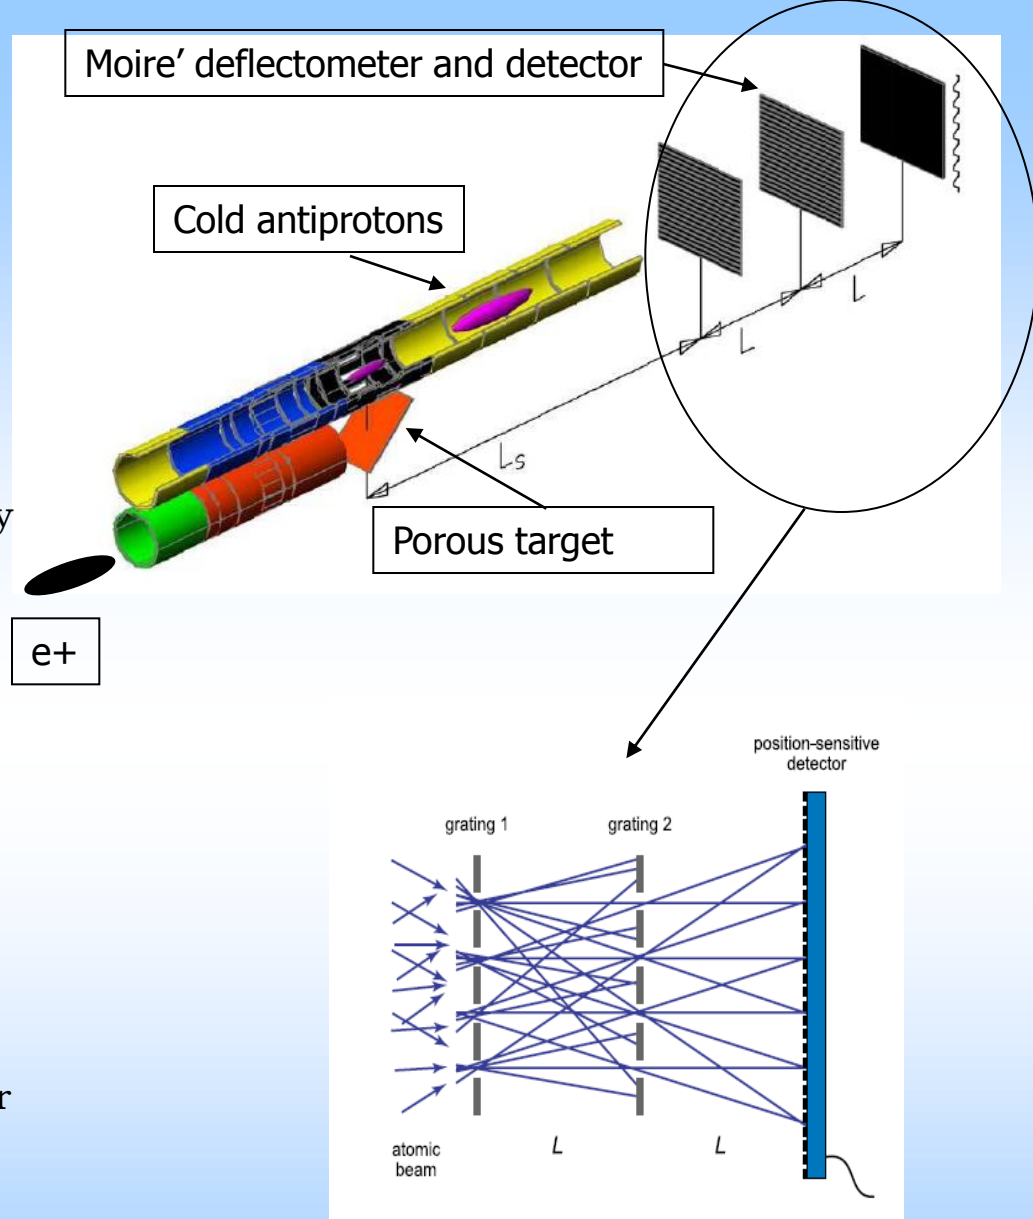 Moire’ deflectometer and detector
Cold antiprotons
L
L
Ls
y
Porous target
e+
position-sensitive
detector
grating 1
grating 2
r
atomic
beam
L
L